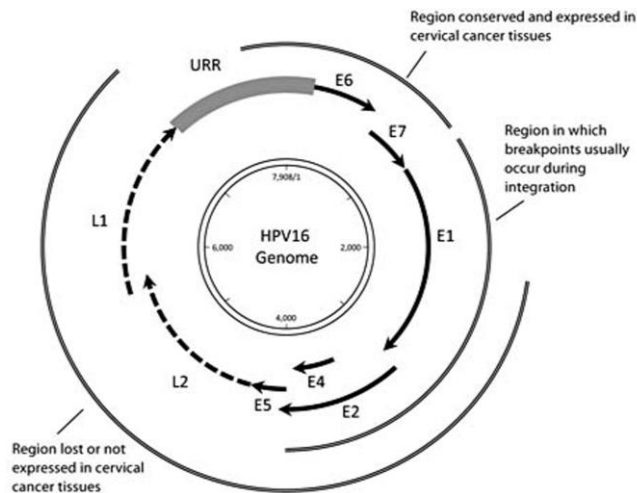 Region conserved and expressed in
cervical cancer tissues
URR
E6
E7
Region in which
breakpoints usually
occur during
integration
7,908/1
L1
6,000
HPV16
Genome
2,000
E1
4,000
L2
E4
E5
E2
Region lost or not
expressed in cervical
cancer tissues